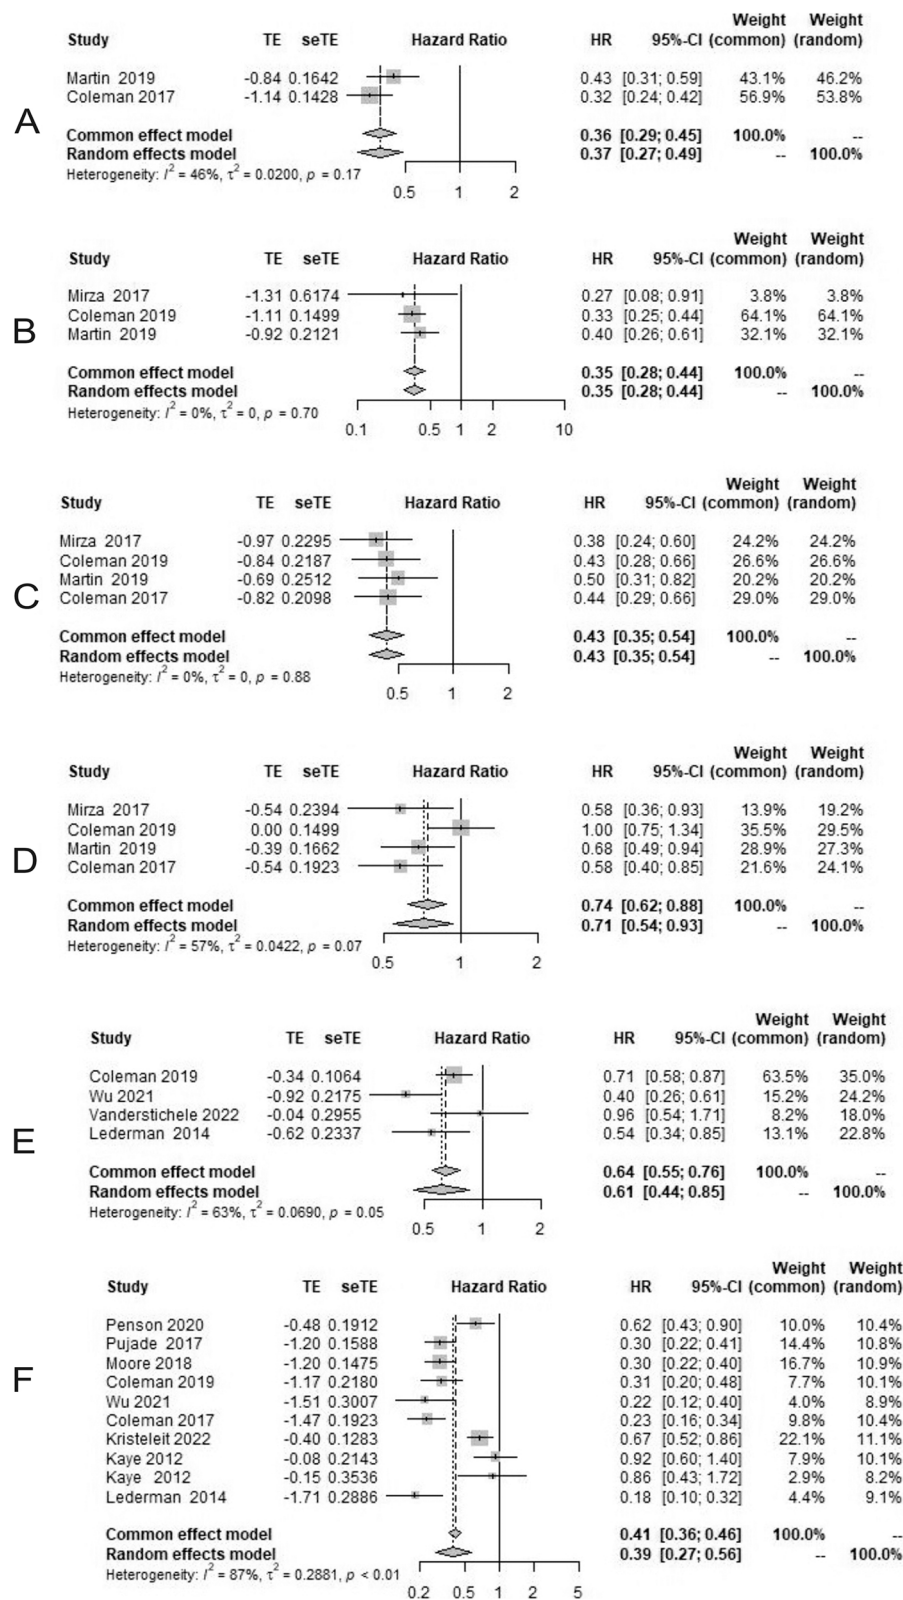 A
Study TE seTE Hazard Ratio HR 95%-CI Weight (common) Weight (random)
Martin 2019 -0.84 0.1642 0.43 [0.31; 0.59] 43.1% 46.2%
Coleman 2017 -1.14 0.1428 0.32 [0.24; 0.42] 56.9% 53.8%
Common effect model 0.36 [0.29; 0.45] 100.0% --
Random effects model 0.37 [0.27; 0.49] -- 100.0%
Heterogeneity: I² = 46%, τ² = 0.0200, p = 0.17
0.5 1 2
B
Study TE seTE Hazard Ratio HR 95%-CI Weight (common) Weight (random)
Mirza 2017 -1.31 0.6174 0.27 [0.08; 0.91] 3.8% 3.8%
Coleman 2019 -1.11 0.1499 0.33 [0.25; 0.44] 64.1% 64.1%
Martin 2019 -0.92 0.2121 0.40 [0.26; 0.61] 32.1% 32.1%
Common effect model 0.35 [0.28; 0.44] 100.0% --
Random effects model 0.35 [0.28; 0.44] -- 100.0%
Heterogeneity: I² = 0%, τ² = 0, p = 0.70
0.1 0.5 1 2 10
C
Study TE seTE Hazard Ratio HR 95%-CI Weight (common) Weight (random)
Mirza 2017 -0.97 0.2295 0.38 [0.24; 0.60] 24.2% 24.2%
Coleman 2019 -0.84 0.2187 0.43 [0.28; 0.66] 26.6% 26.6%
Martin 2019 -0.69 0.2512 0.50 [0.31; 0.82] 20.2% 20.2%
Coleman 2017 -0.82 0.2098 0.44 [0.29; 0.66] 29.0% 29.0%
Common effect model 0.43 [0.35; 0.54] 100.0% --
Random effects model 0.43 [0.35; 0.54] -- 100.0%
Heterogeneity: I² = 0%, τ² = 0, p = 0.88
0.5 1 2
D
Study TE seTE Hazard Ratio HR 95%-CI Weight (common) Weight (random)
Mirza 2017 -0.54 0.2394 0.58 [0.36; 0.93] 13.9% 19.2%
Coleman 2019 0.00 0.1499 1.00 [0.75; 1.34] 35.5% 29.5%
Martin 2019 -0.39 0.1662 0.68 [0.49; 0.94] 28.9% 27.3%
Coleman 2017 -0.54 0.1923 0.58 [0.40; 0.85] 21.6% 24.1%
Common effect model 0.74 [0.62; 0.88] 100.0% --
Random effects model 0.71 [0.54; 0.93] -- 100.0%
Heterogeneity: I² = 57%, τ² = 0.0422, p = 0.07
0.5 1 2
E
Study TE seTE Hazard Ratio HR 95%-CI Weight (common) Weight (random)
Coleman 2019 -0.34 0.1064 0.71 [0.58; 0.87] 63.5% 35.0%
Wu 2021 -0.92 0.2175 0.40 [0.26; 0.61] 15.2% 24.2%
Vanderstichele 2022 -0.04 0.2955 0.96 [0.54; 1.71] 8.2% 18.0%
Lederman 2014 -0.62 0.2337 0.54 [0.34; 0.85] 13.1% 22.8%
Common effect model 0.64 [0.55; 0.76] 100.0% --
Random effects model 0.61 [0.44; 0.85] -- 100.0%
Heterogeneity: I² = 63%, τ² = 0.0690, p = 0.05
0.5 1 2
F
Study TE seTE Hazard Ratio HR 95%-CI Weight (common) Weight (random)
Penson 2020 -0.48 0.1912 0.62 [0.43; 0.90] 10.0% 10.4%
Pujade 2017 -1.20 0.1588 0.30 [0.22; 0.41] 14.4% 10.8%
Moore 2018 -1.20 0.1475 0.30 [0.22; 0.40] 16.7% 10.9%
Coleman 2019 -1.17 0.2180 0.31 [0.20; 0.48] 7.7% 10.1%
Wu 2021 -1.51 0.3007 0.22 [0.12; 0.40] 4.0% 8.9%
Coleman 2017 -1.47 0.1923 0.23 [0.16; 0.34] 9.8% 10.4%
Kristeleit 2022 -0.40 0.1283 0.67 [0.52; 0.86] 22.1% 11.1%
Kaye 2012 -0.08 0.2143 0.92 [0.60; 1.40] 7.9% 10.1%
Kaye 2012 -0.15 0.3536 0.86 [0.43; 1.72] 2.9% 8.2%
Lederman 2014 -1.71 0.2886 0.18 [0.10; 0.32] 4.4% 9.1%
Common effect model 0.41 [0.36; 0.46] 100.0% --
Random effects model 0.39 [0.27; 0.56] -- 100.0%
Heterogeneity: I² = 87%, τ² = 0.2881, p < 0.01
0.2 0.5 1 2 5